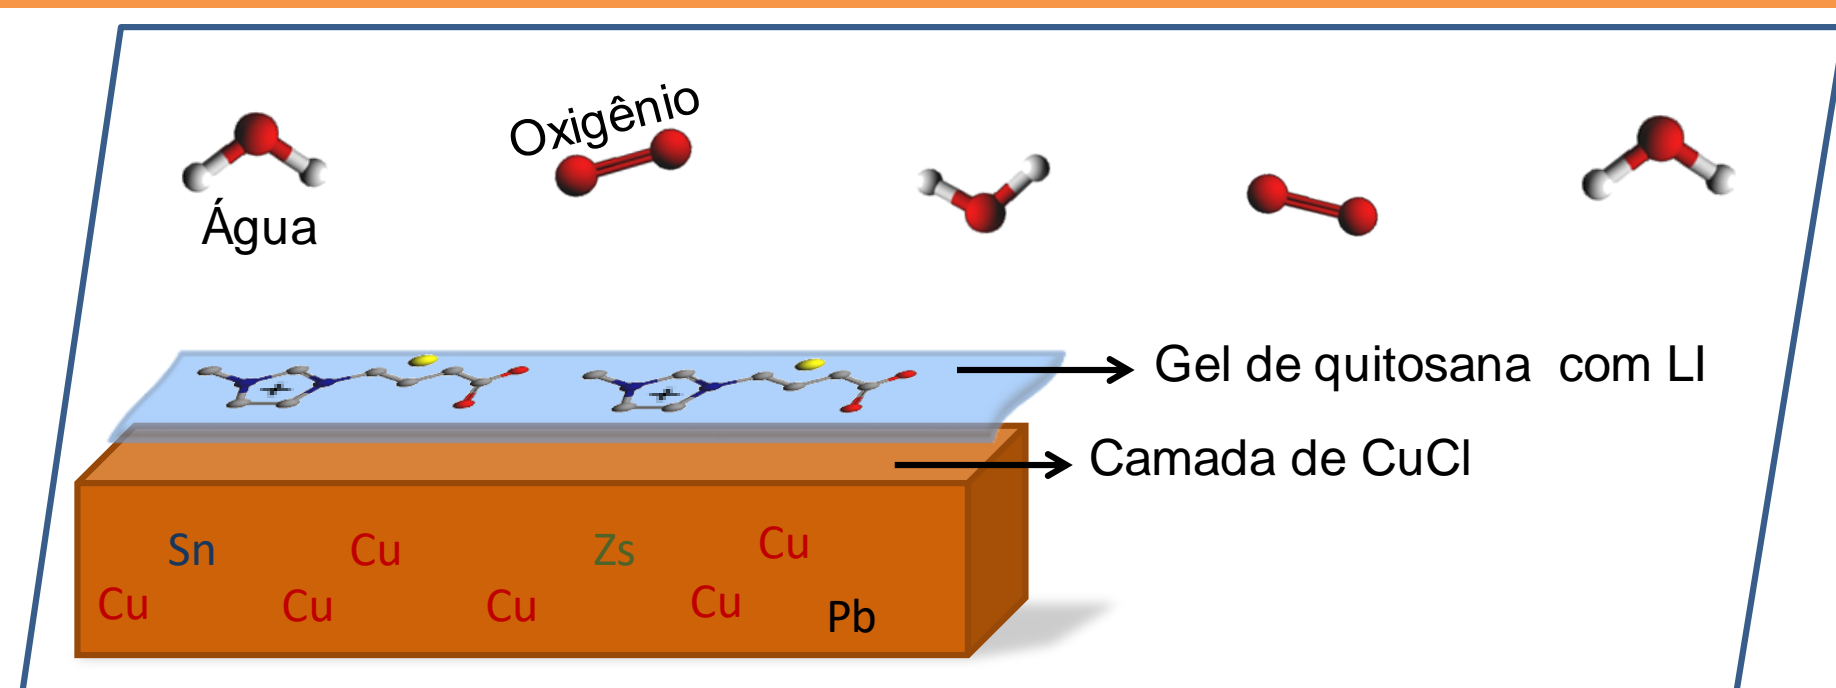 Oxigênio
Água
Gel de quitosana com LI
Camada de CuCl
Sn Cu Zs Cu
Cu Cu Cu Cu Pb